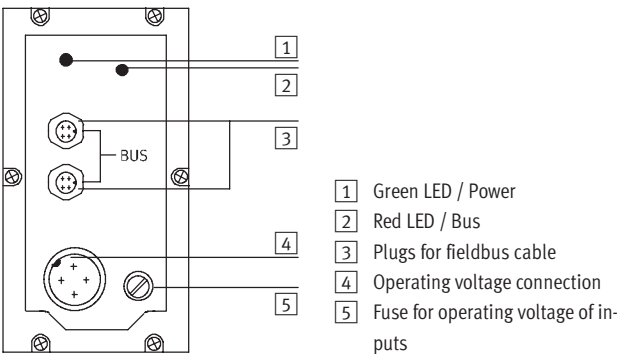 1
2
3
BUS
4
5
1 Green LED / Power
2 Red LED / Bus
3 Plugs for fieldbus cable
4 Operating voltage connection
5 Fuse for operating voltage of in-
puts